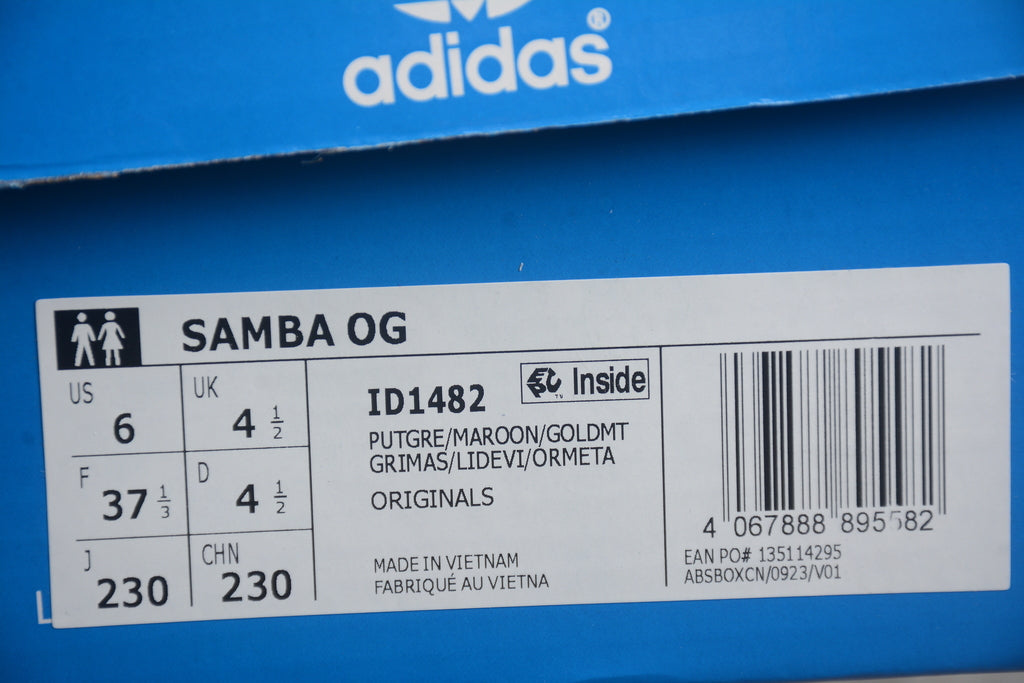 adidas®
SAMBA OG
US 6
UK 4 1/2
F 37 1/3
D 4 1/2
J 230
CHN 230
ID1482
Inside
PUTGRE/MAROON/GOLDMT
GRIMAS/LIDEVI/ORMETA
ORIGINALS
MADE IN VIETNAM
FABRIQUÉ AU VIETNA
4 067888 895582
EAN PO# 135114295
ABSBOXCN/0923/V01
L